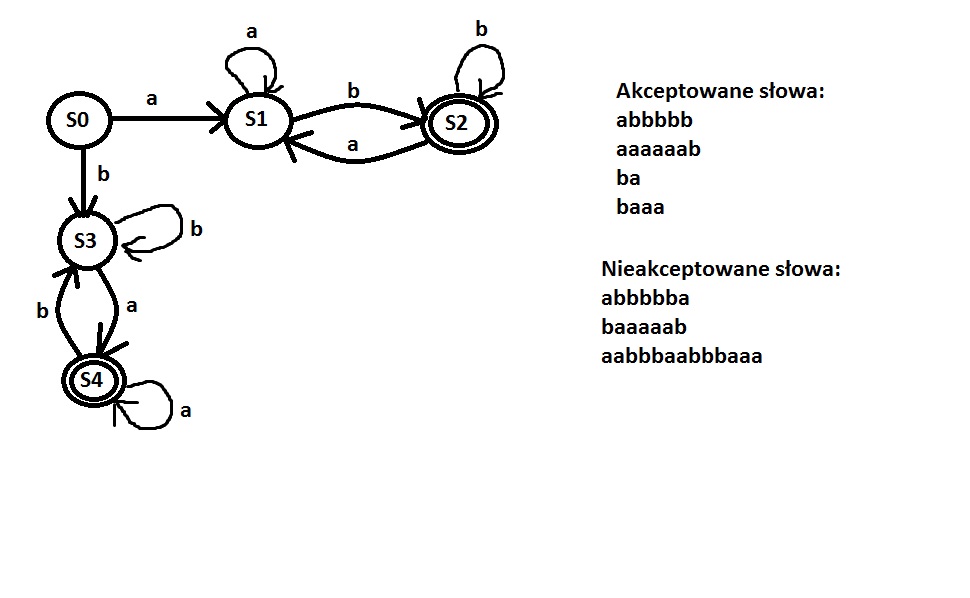 a
b
S0
a
S1
b
a
S2
b
b
S3
b
b
a
S4
a
Akceptowane słowa:
abbbbb
aaaaaab
ba
baaa
Nieakceptowane słowa:
abbbbba
baaaaab
aabbbaabbbaaa